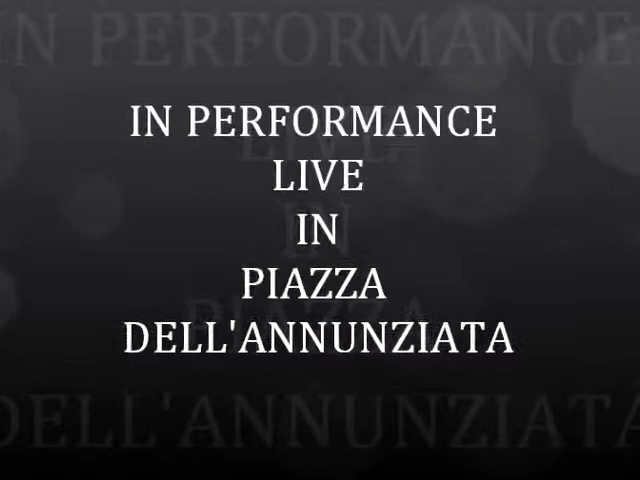 IN PERFORMANCE
LIVE
IN
PIAZZA
DELL'ANNUNZIATA